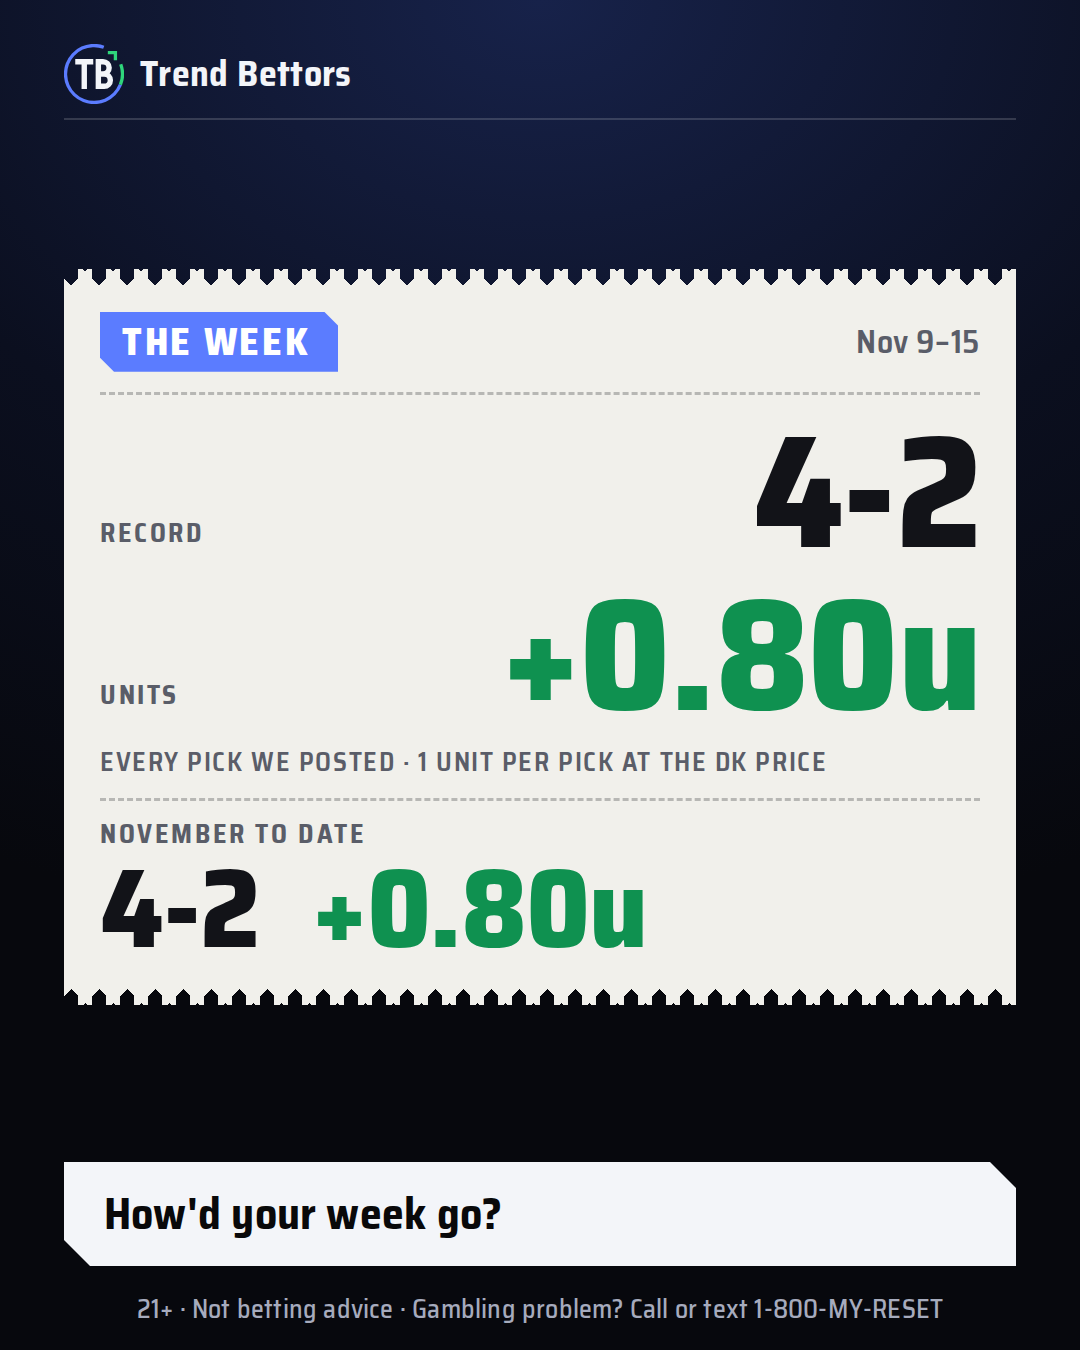 TB Trend Bettors
THE WEEK
Nov 9–15
RECORD
4-2
UNITS
+0.80u
EVERY PICK WE POSTED · 1 UNIT PER PICK AT THE DK PRICE
NOVEMBER TO DATE
4-2 +0.80u
How'd your week go?
21+ · Not betting advice · Gambling problem? Call or text 1-800-MY-RESET